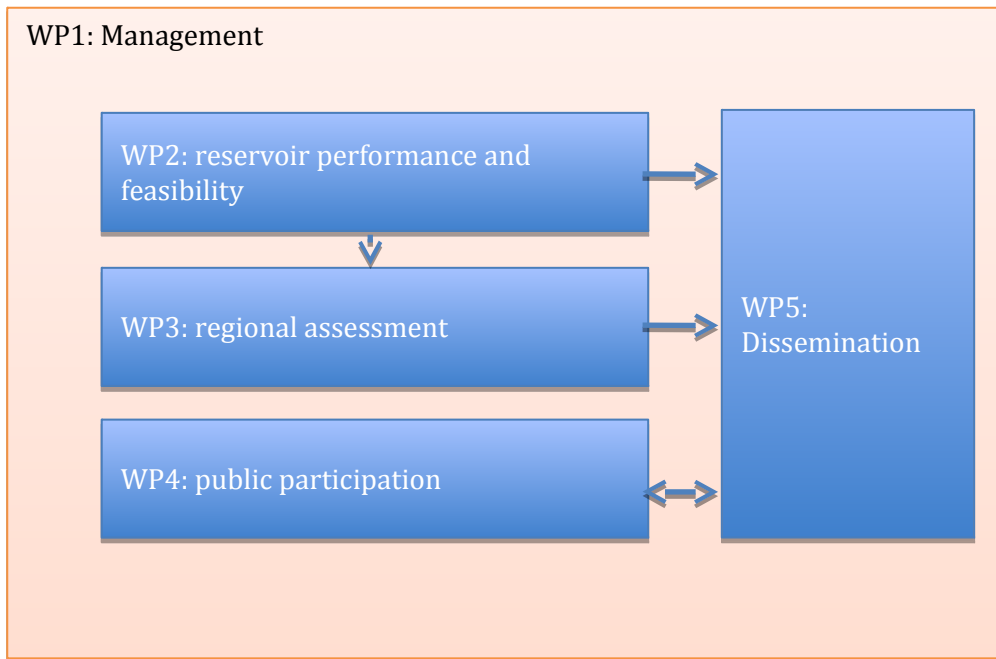 WP1: Management
WP2: reservoir performance and
feasibility
WP3: regional assessment
WP4: public participation
WP5:
Dissemination